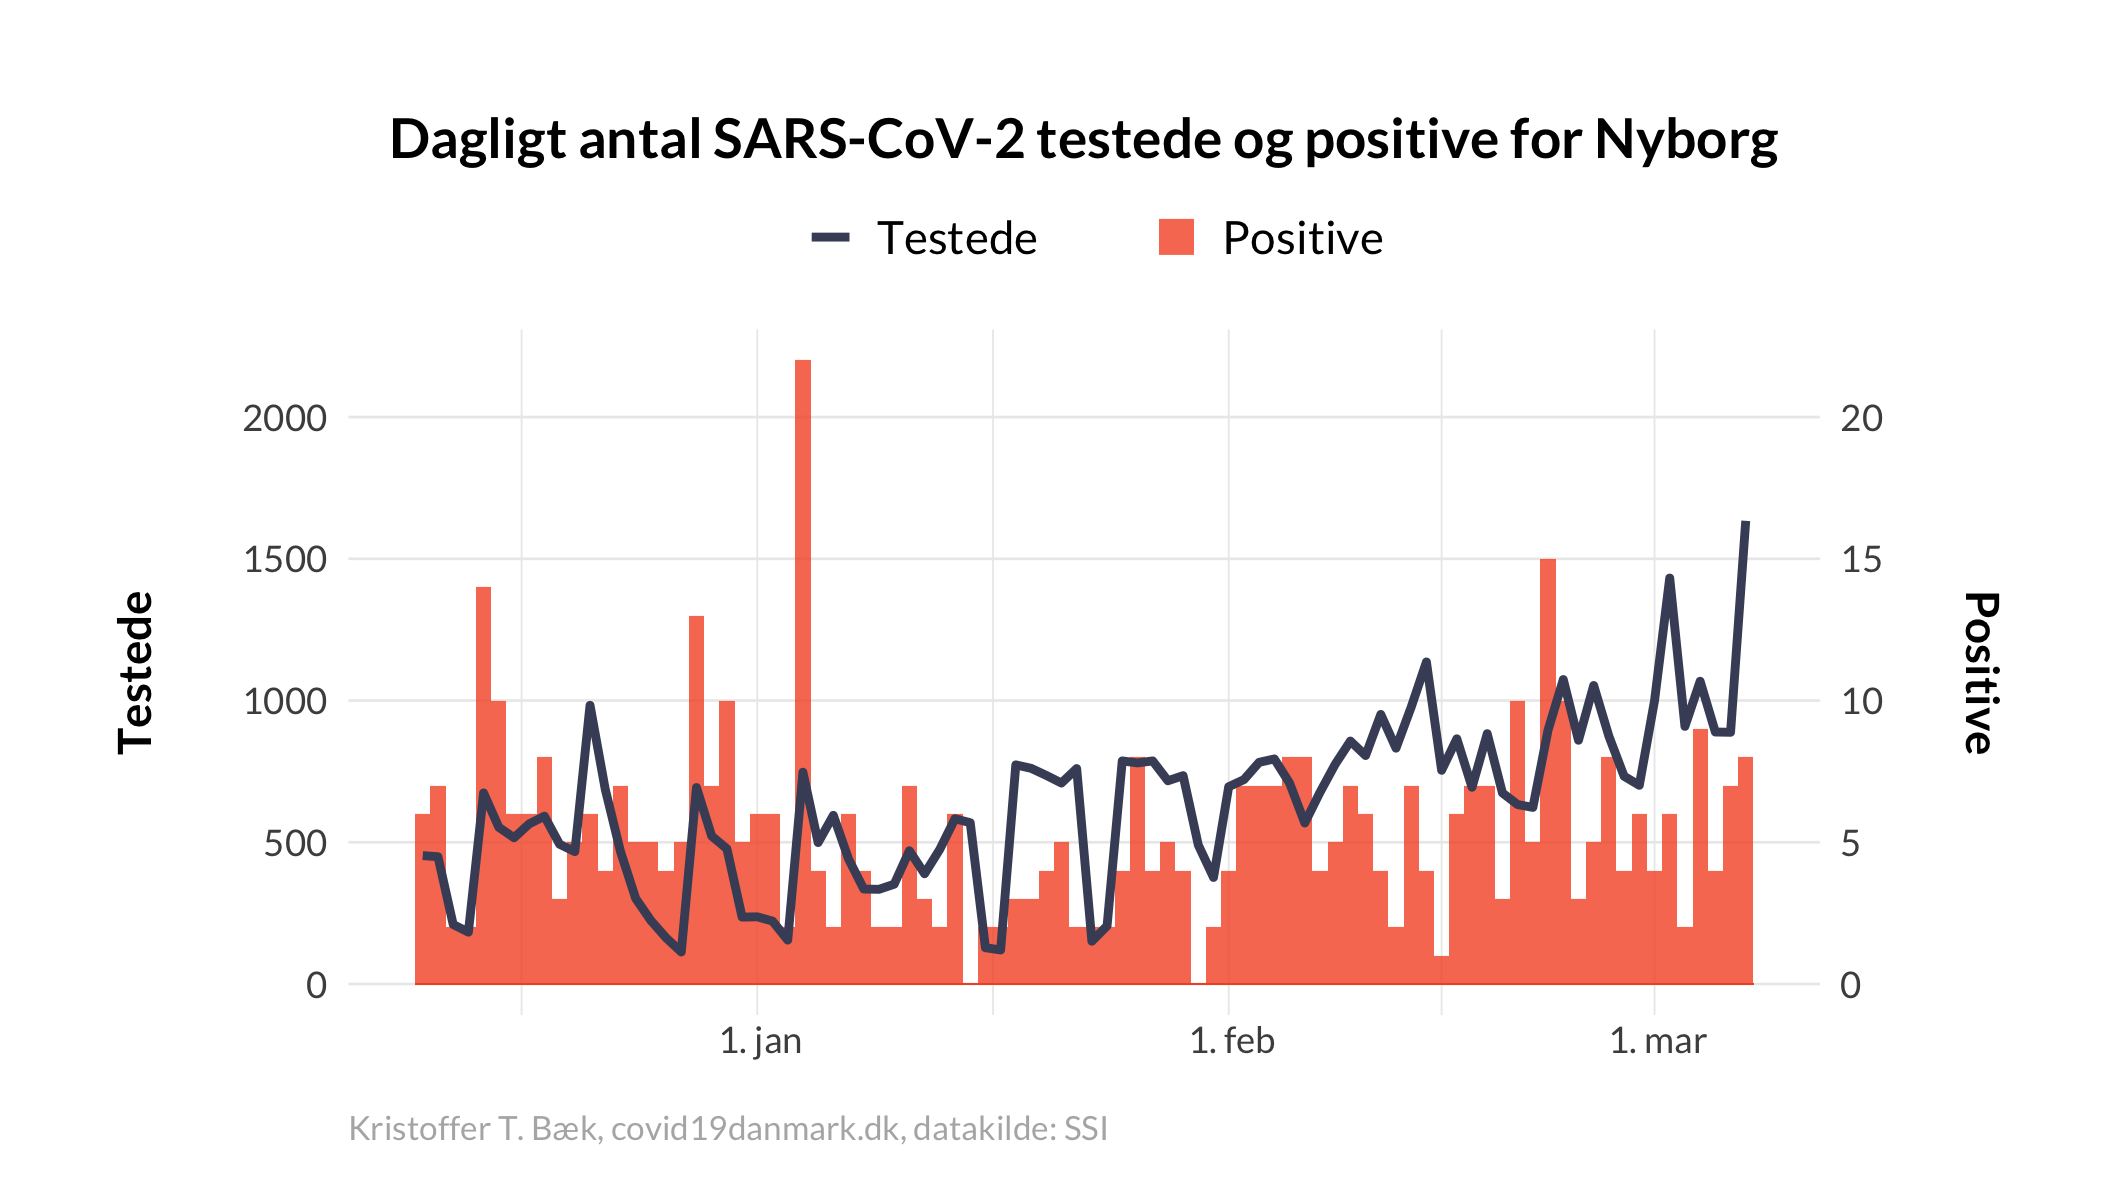 Dagligt antal SARS-CoV-2 testede og positive for Nyborg
Testede Positive
2000 20
1500 15
1000 10
500 5
0 0
Testede
Positive
1. jan 1. feb 1. mar
Kristoffer T. Bæk, covid19danmark.dk, datakilde: SSI